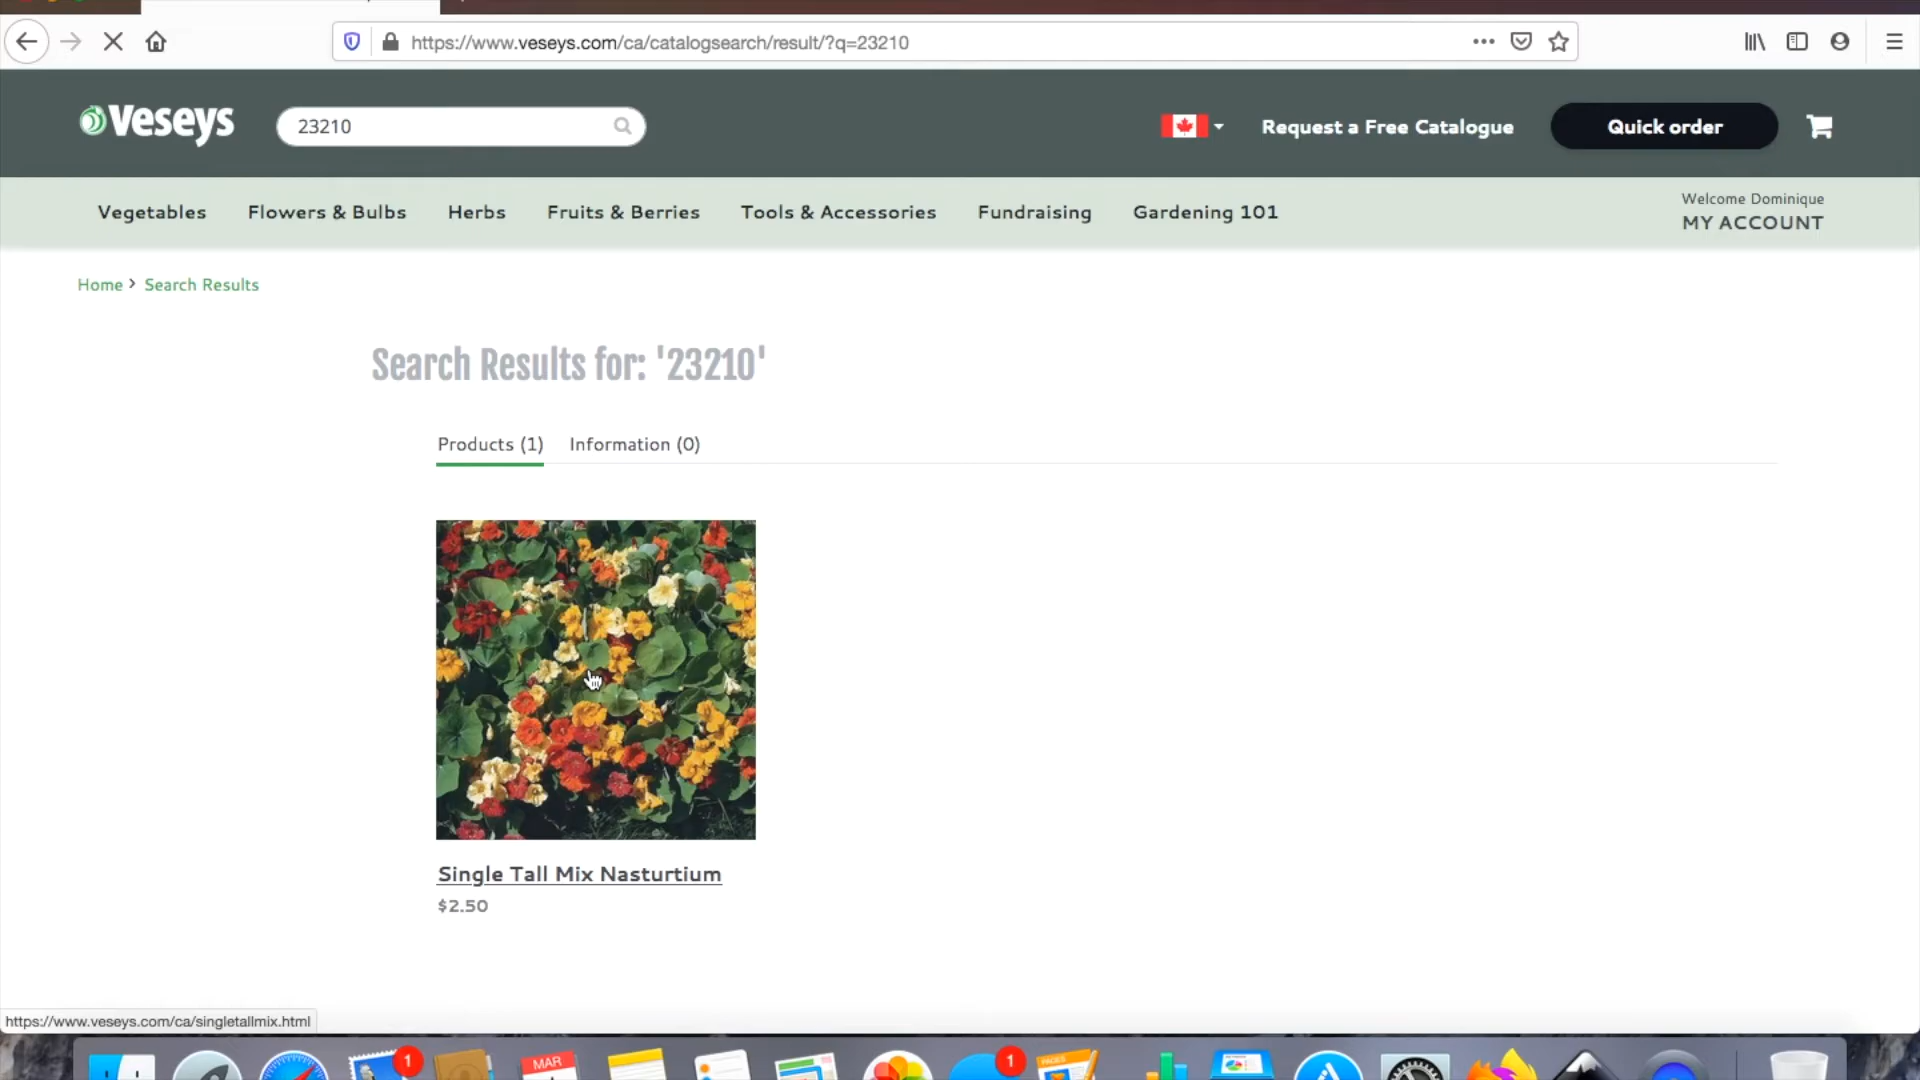 https://www.veseys.com/ca/catalogsearch/result/?q=23210
Veseys
23210
Request a Free Catalogue
Quick order
Vegetables
Flowers & Bulbs
Herbs
Fruits & Berries
Tools & Accessories
Fundraising
Gardening 101
Welcome Dominique
MY ACCOUNT
Home > Search Results
Search Results for: '23210'
Products (1)
Information (0)
Single Tall Mix Nasturtium
$2.50
https://www.veseys.com/ca/singletallmix.html
1
MAR
1
PAGES